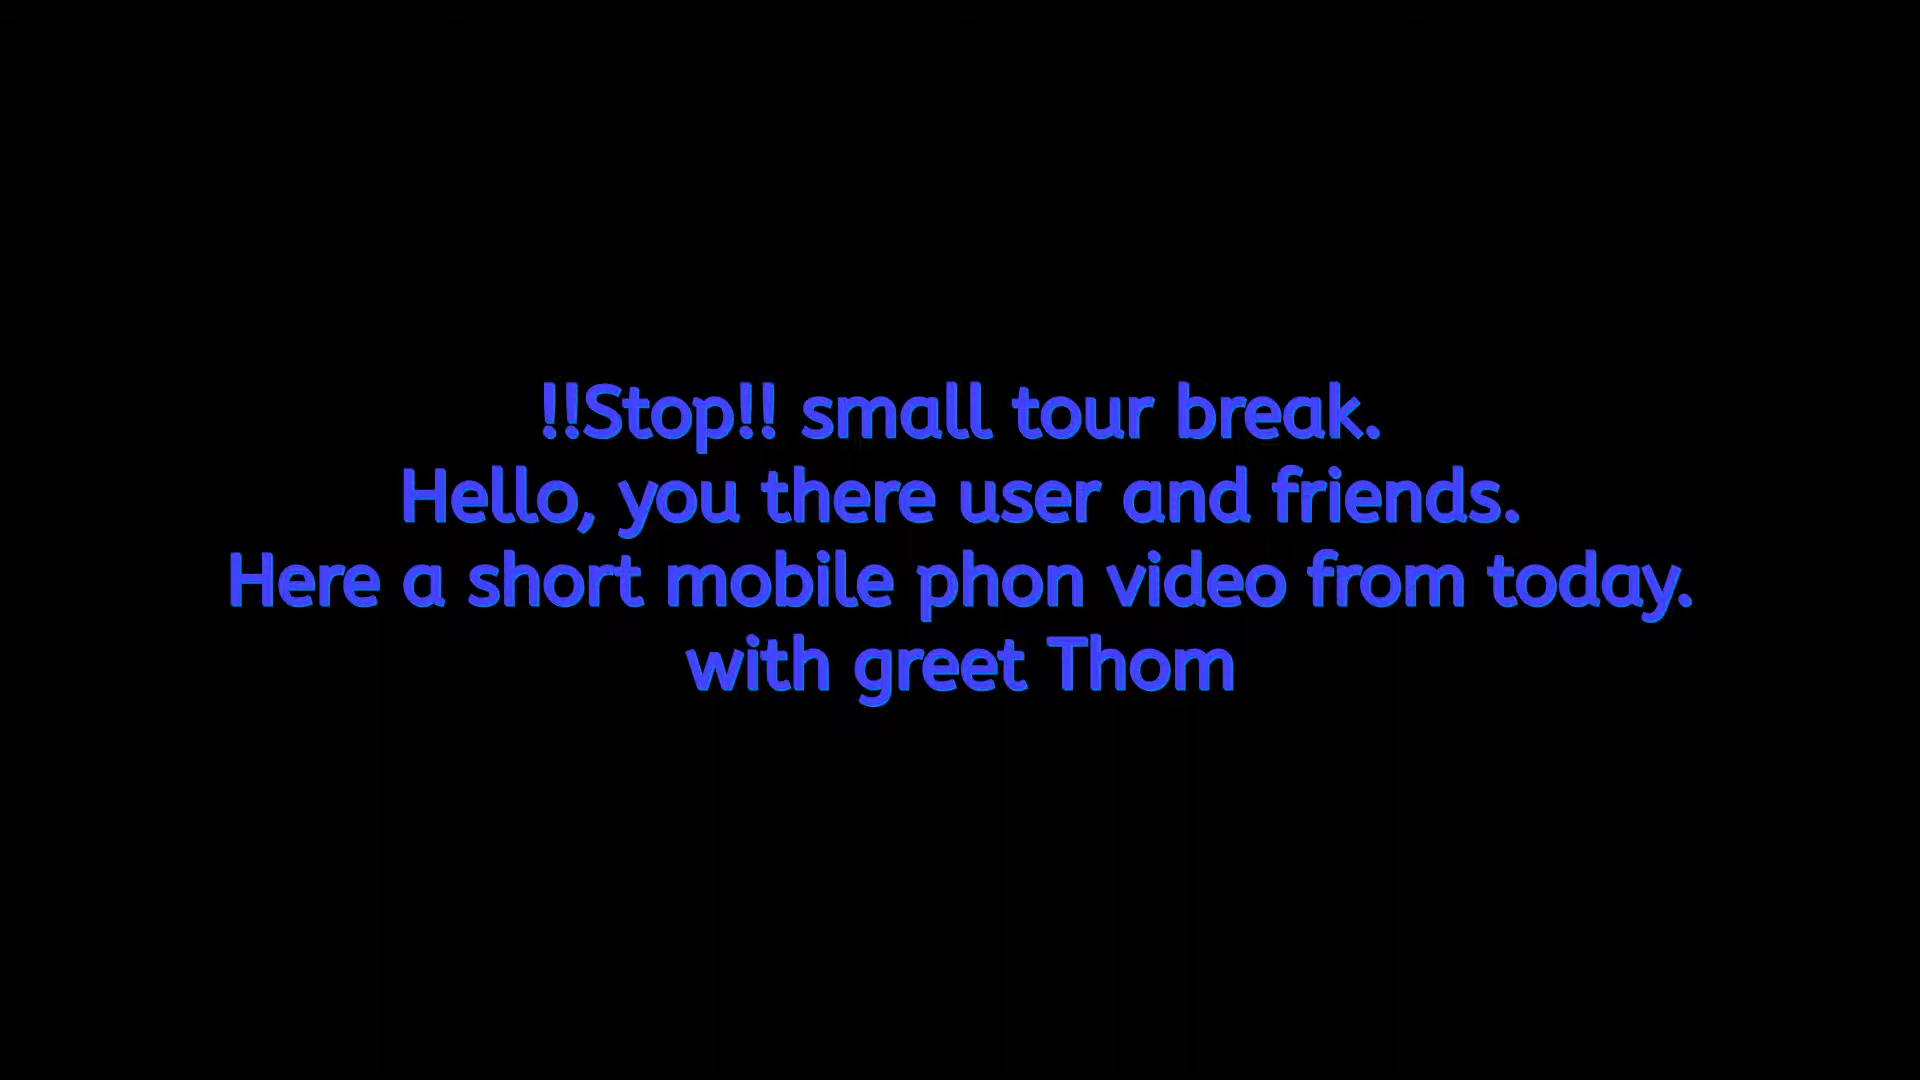 !!Stop!! small tour break.
Hello, you there user and friends.
Here a short mobile phon video from today.
with greet Thom